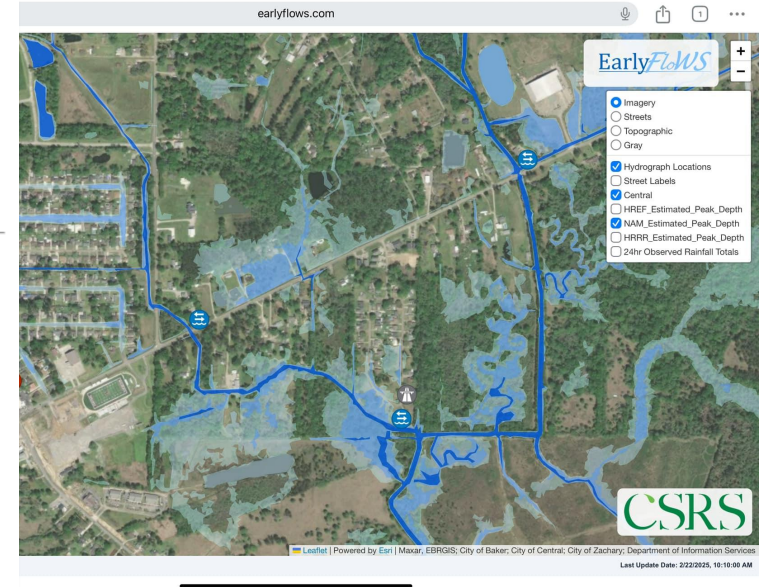 earlyflows.com
1
EarlyFloWS
+
−
Imagery
Streets
Topographic
Gray
Hydrograph Locations
Street Labels
Central
HREF_Estimated_Peak_Depth
NAM_Estimated_Peak_Depth
HRRR_Estimated_Peak_Depth
24hr Observed Rainfall Totals
CSRS
Leaflet | Powered by Esri | Maxar, EBRGIS; City of Baker; City of Central; City of Zachary; Department of Information Services
Last Update Date: 2/22/2025, 10:10:00 AM